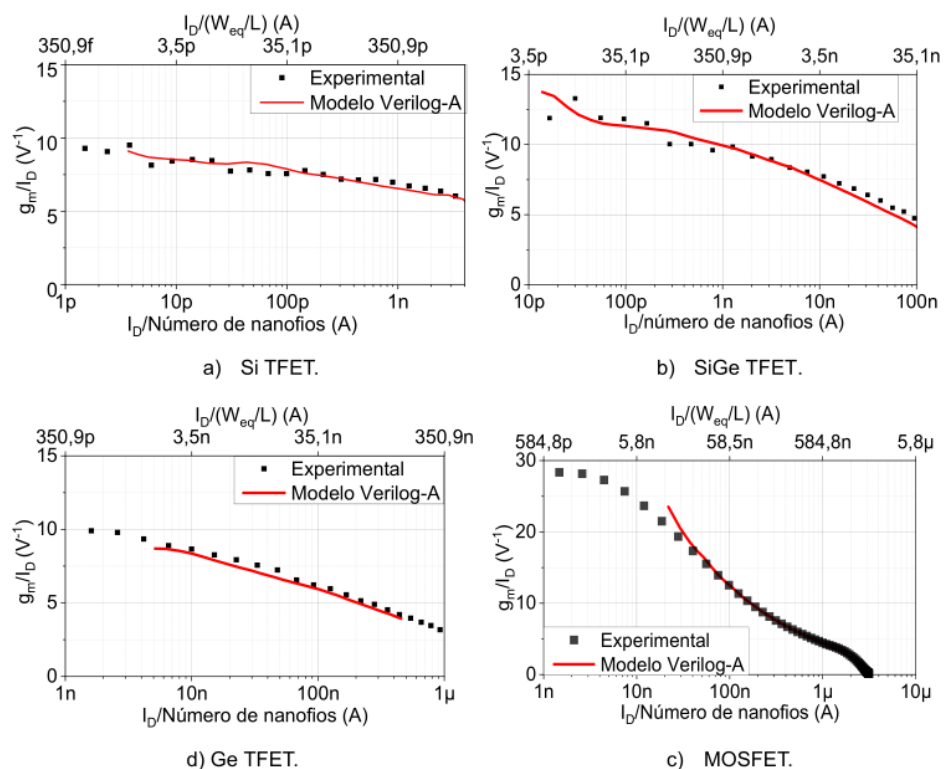 I_D/(W_eq/L) (A)
350,9f 3,5p 35,1p 350,9p
15
10
5
0
g_m/I_D (V⁻¹)
Experimental
Modelo Verilog-A
1p 10p 100p 1n
I_D/Número de nanofios (A)
a) Si TFET.
I_D/(W_eq/L) (A)
3,5p 35,1p 350,9p 3,5n 35,1n
15
10
5
0
g_m/I_D (V⁻¹)
Experimental
Modelo Verilog-A
10p 100p 1n 10n 100n
I_D/número de nanofios (A)
b) SiGe TFET.
I_D/(W_eq/L) (A)
350,9p 3,5n 35,1n 350,9n
15
10
5
0
g_m/I_D (V⁻¹)
Experimental
Modelo Verilog-A
1n 10n 100n 1µ
I_D/Número de nanofios (A)
d) Ge TFET.
I_D/(W_eq/L) (A)
584,8p 5,8n 58,5n 584,8n 5,8µ
30
20
10
0
g_m/I_D (V⁻¹)
Experimental
Modelo Verilog-A
1n 10n 100n 1µ 10µ
I_D/Número de nanofios (A)
c) MOSFET.